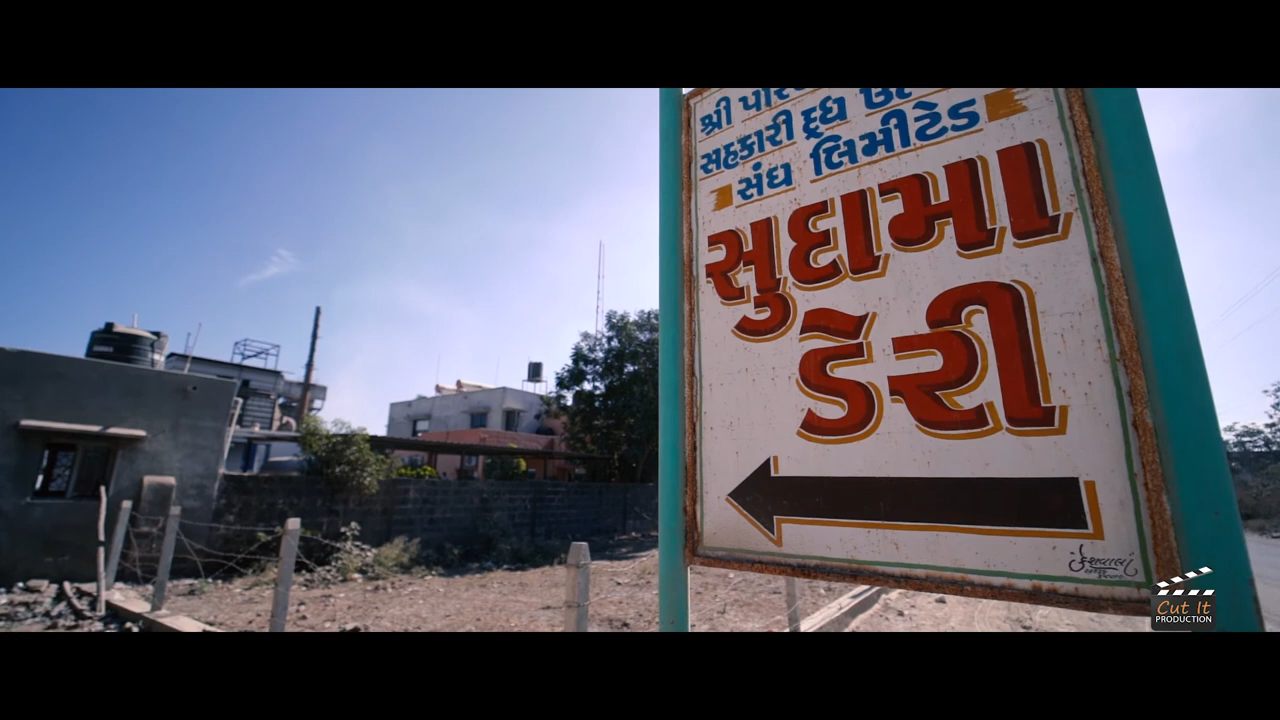 શ્રી
સહકારી દૂધ
સંઘ લિમીટેડ
સુદામા
ડેરી
Cut It
PRODUCTION